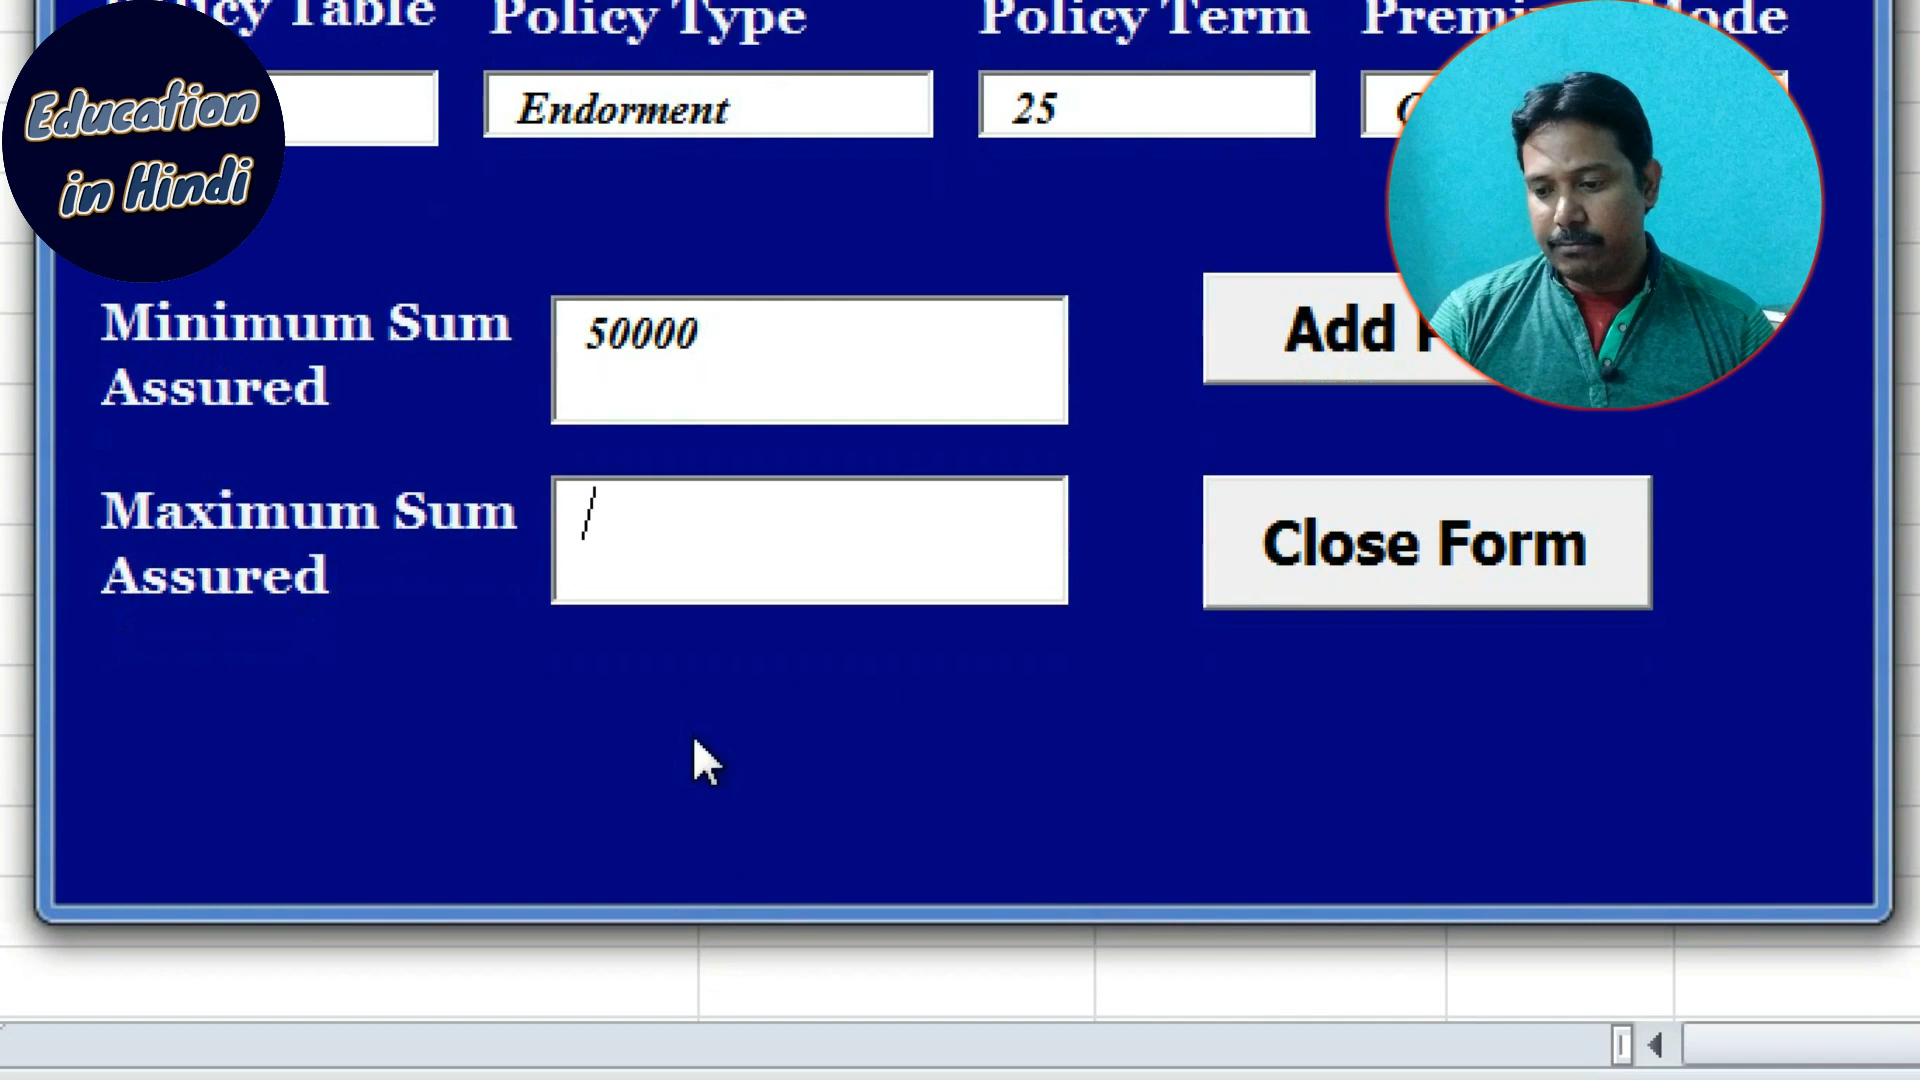 Table
Policy Type
Policy Term
Education
in Hindi
Endorment
25
Minimum Sum
Assured
50000
Add
Maximum Sum
Assured
Close Form